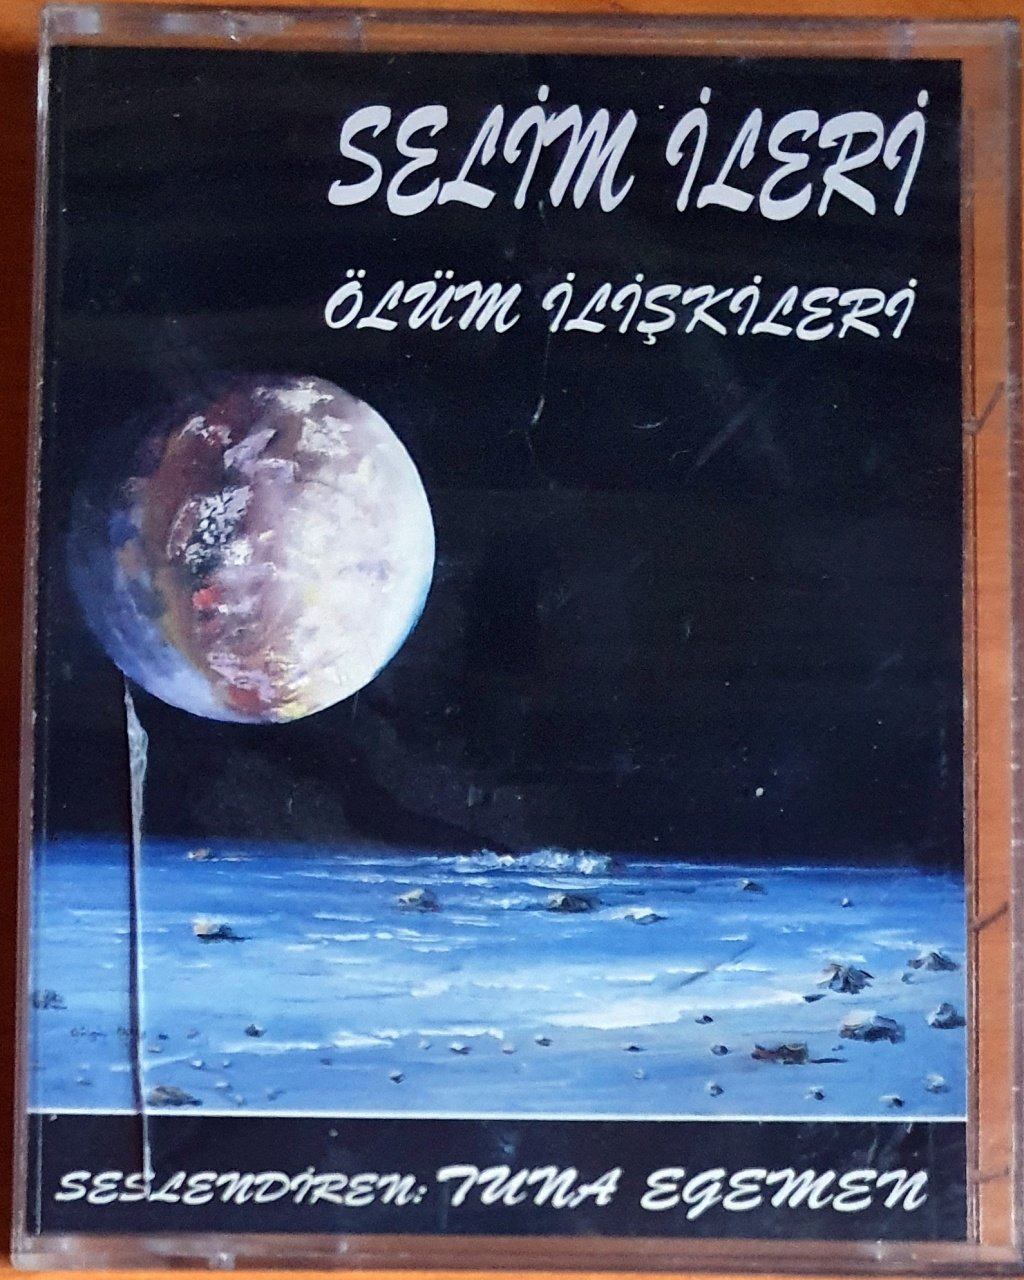 SELİM İLERİ
ÖLÜM İLİŞKİLERİ
SESLENDİREN: TUNA EGEMEN